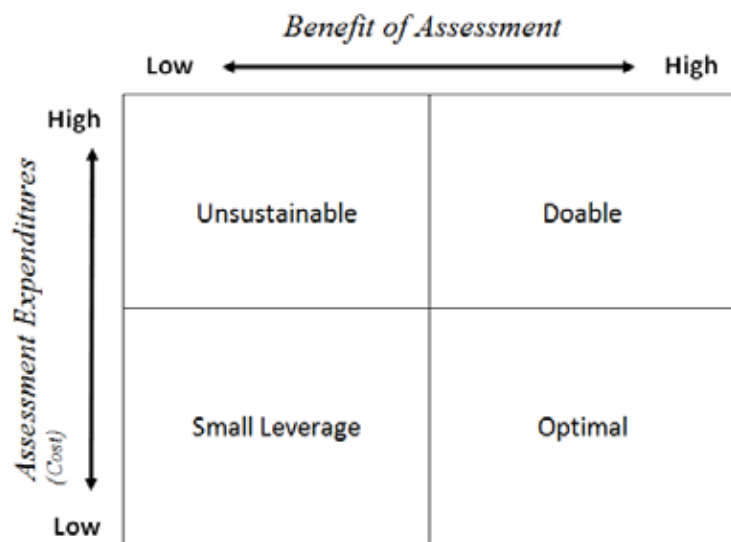 Benefit of Assessment
Low High
High
Unsustainable Doable
Assessment Expenditures
(Cost)
Small Leverage Optimal
Low